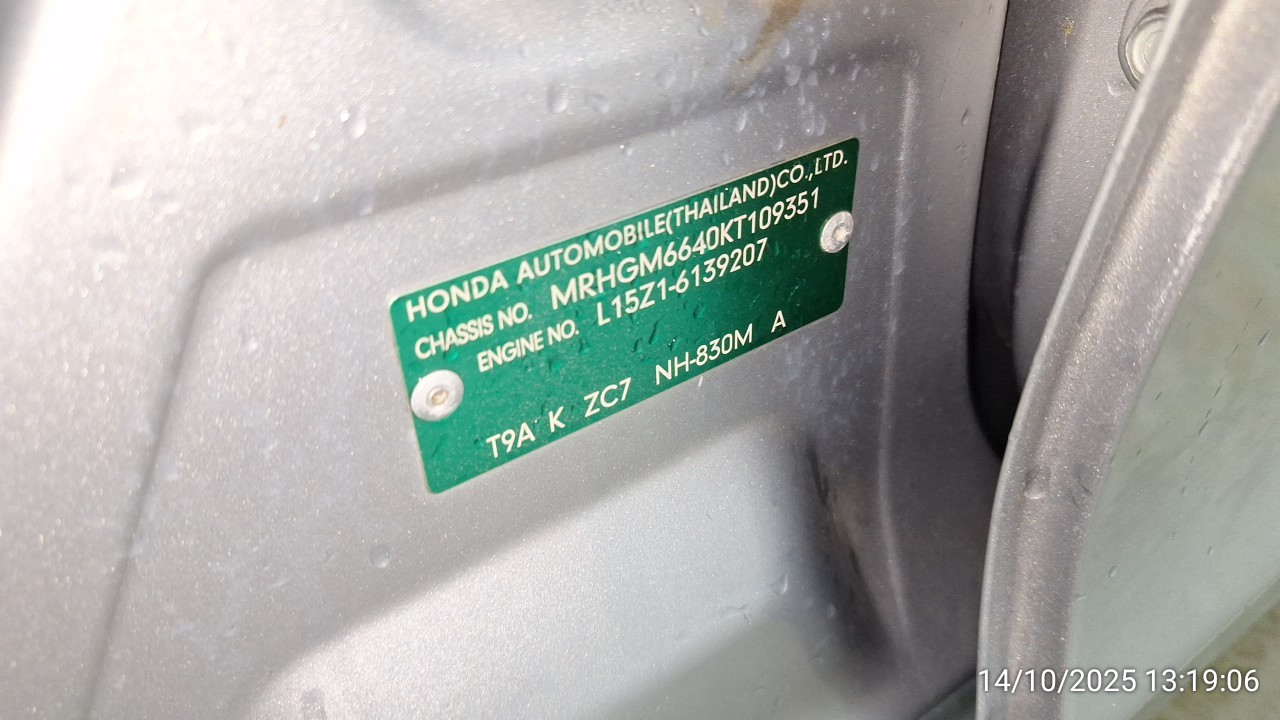 HONDA AUTOMOBILE(THAILAND)CO.,LTD.
CHASSIS NO. MRHGM6640KT109351
ENGINE NO. L15Z1-6139207
T9A K ZC7 NH-830M A
14/10/2025 13:19:06